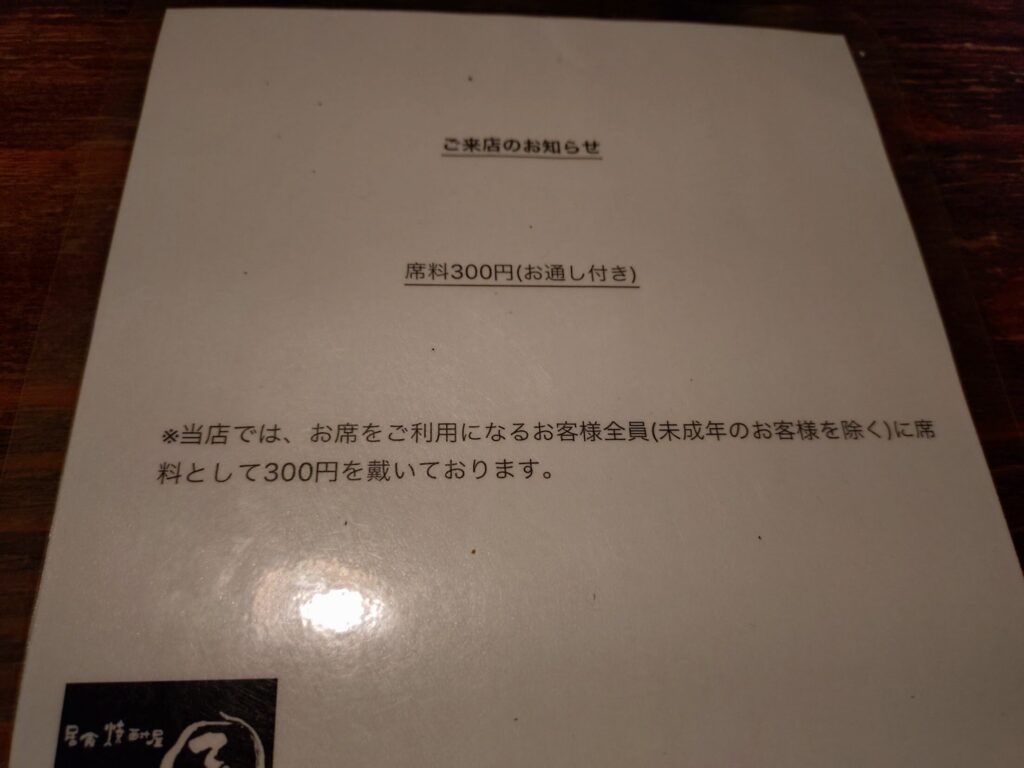 ご来店のお知らせ
席料300円(お通し付き)
※当店では、お席をご利用になるお客様全員(未成年のお客様を除く)に席
料として300円を戴いております。